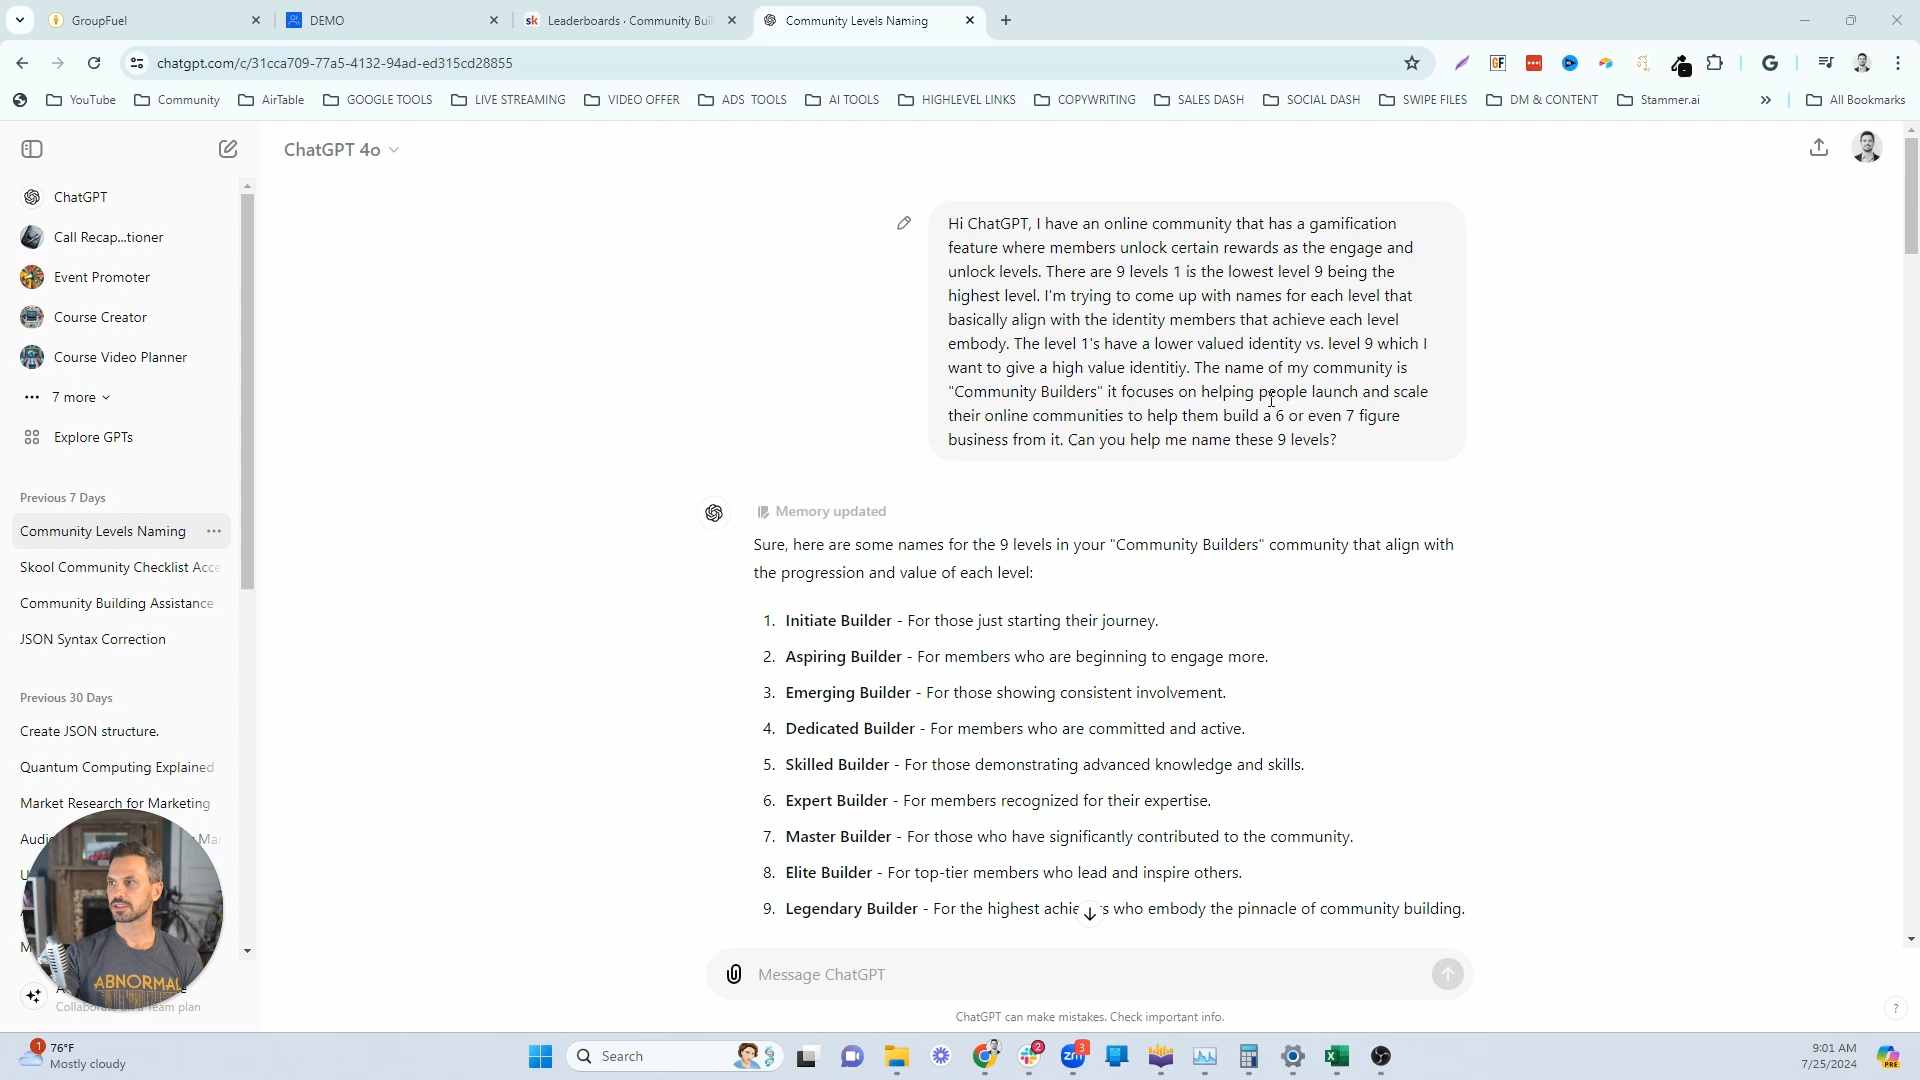 GroupFuel
DEMO
sk Leaderboards · Community Buil
Community Levels Naming
chatgpt.com/c/31cca709-77a5-4132-94ad-ed315cd28855
GF
YouTube
Community
AirTable
GOOGLE TOOLS
LIVE STREAMING
VIDEO OFFER
ADS TOOLS
AI TOOLS
HIGHLEVEL LINKS
COPYWRITING
SALES DASH
SOCIAL DASH
SWIPE FILES
DM & CONTENT
Stammer.ai
All Bookmarks
ChatGPT
Call Recap...tioner
Event Promoter
Course Creator
Course Video Planner
7 more
Explore GPTs
Previous 7 Days
Community Levels Naming
Skool Community Checklist Acce
Community Building Assistance
JSON Syntax Correction
Previous 30 Days
Create JSON structure.
Quantum Computing Explained
Market Research for Marketing
ABNORMAL
ChatGPT 4o
Hi ChatGPT, I have an online community that has a gamification
feature where members unlock certain rewards as the engage and
unlock levels. There are 9 levels 1 is the lowest level 9 being the
highest level. I'm trying to come up with names for each level that
basically align with the identity members that achieve each level
embody. The level 1's have a lower valued identity vs. level 9 which I
want to give a high value identitiy. The name of my community is
"Community Builders" it focuses on helping people launch and scale
their online communities to help them build a 6 or even 7 figure
business from it. Can you help me name these 9 levels?
Memory updated
Sure, here are some names for the 9 levels in your "Community Builders" community that align with
the progression and value of each level:
1. Initiate Builder - For those just starting their journey.
2. Aspiring Builder - For members who are beginning to engage more.
3. Emerging Builder - For those showing consistent involvement.
4. Dedicated Builder - For members who are committed and active.
5. Skilled Builder - For those demonstrating advanced knowledge and skills.
6. Expert Builder - For members recognized for their expertise.
7. Master Builder - For those who have significantly contributed to the community.
8. Elite Builder - For top-tier members who lead and inspire others.
9. Legendary Builder - For the highest achie s who embody the pinnacle of community building.
Message ChatGPT
ChatGPT can make mistakes. Check important info.
?
1
76°F
Mostly cloudy
Search
2
zm
3
9:01 AM
7/25/2024
PRE